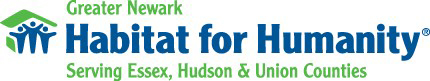 Greater Newark
Habitat for Humanity®
Serving Essex, Hudson & Union Counties